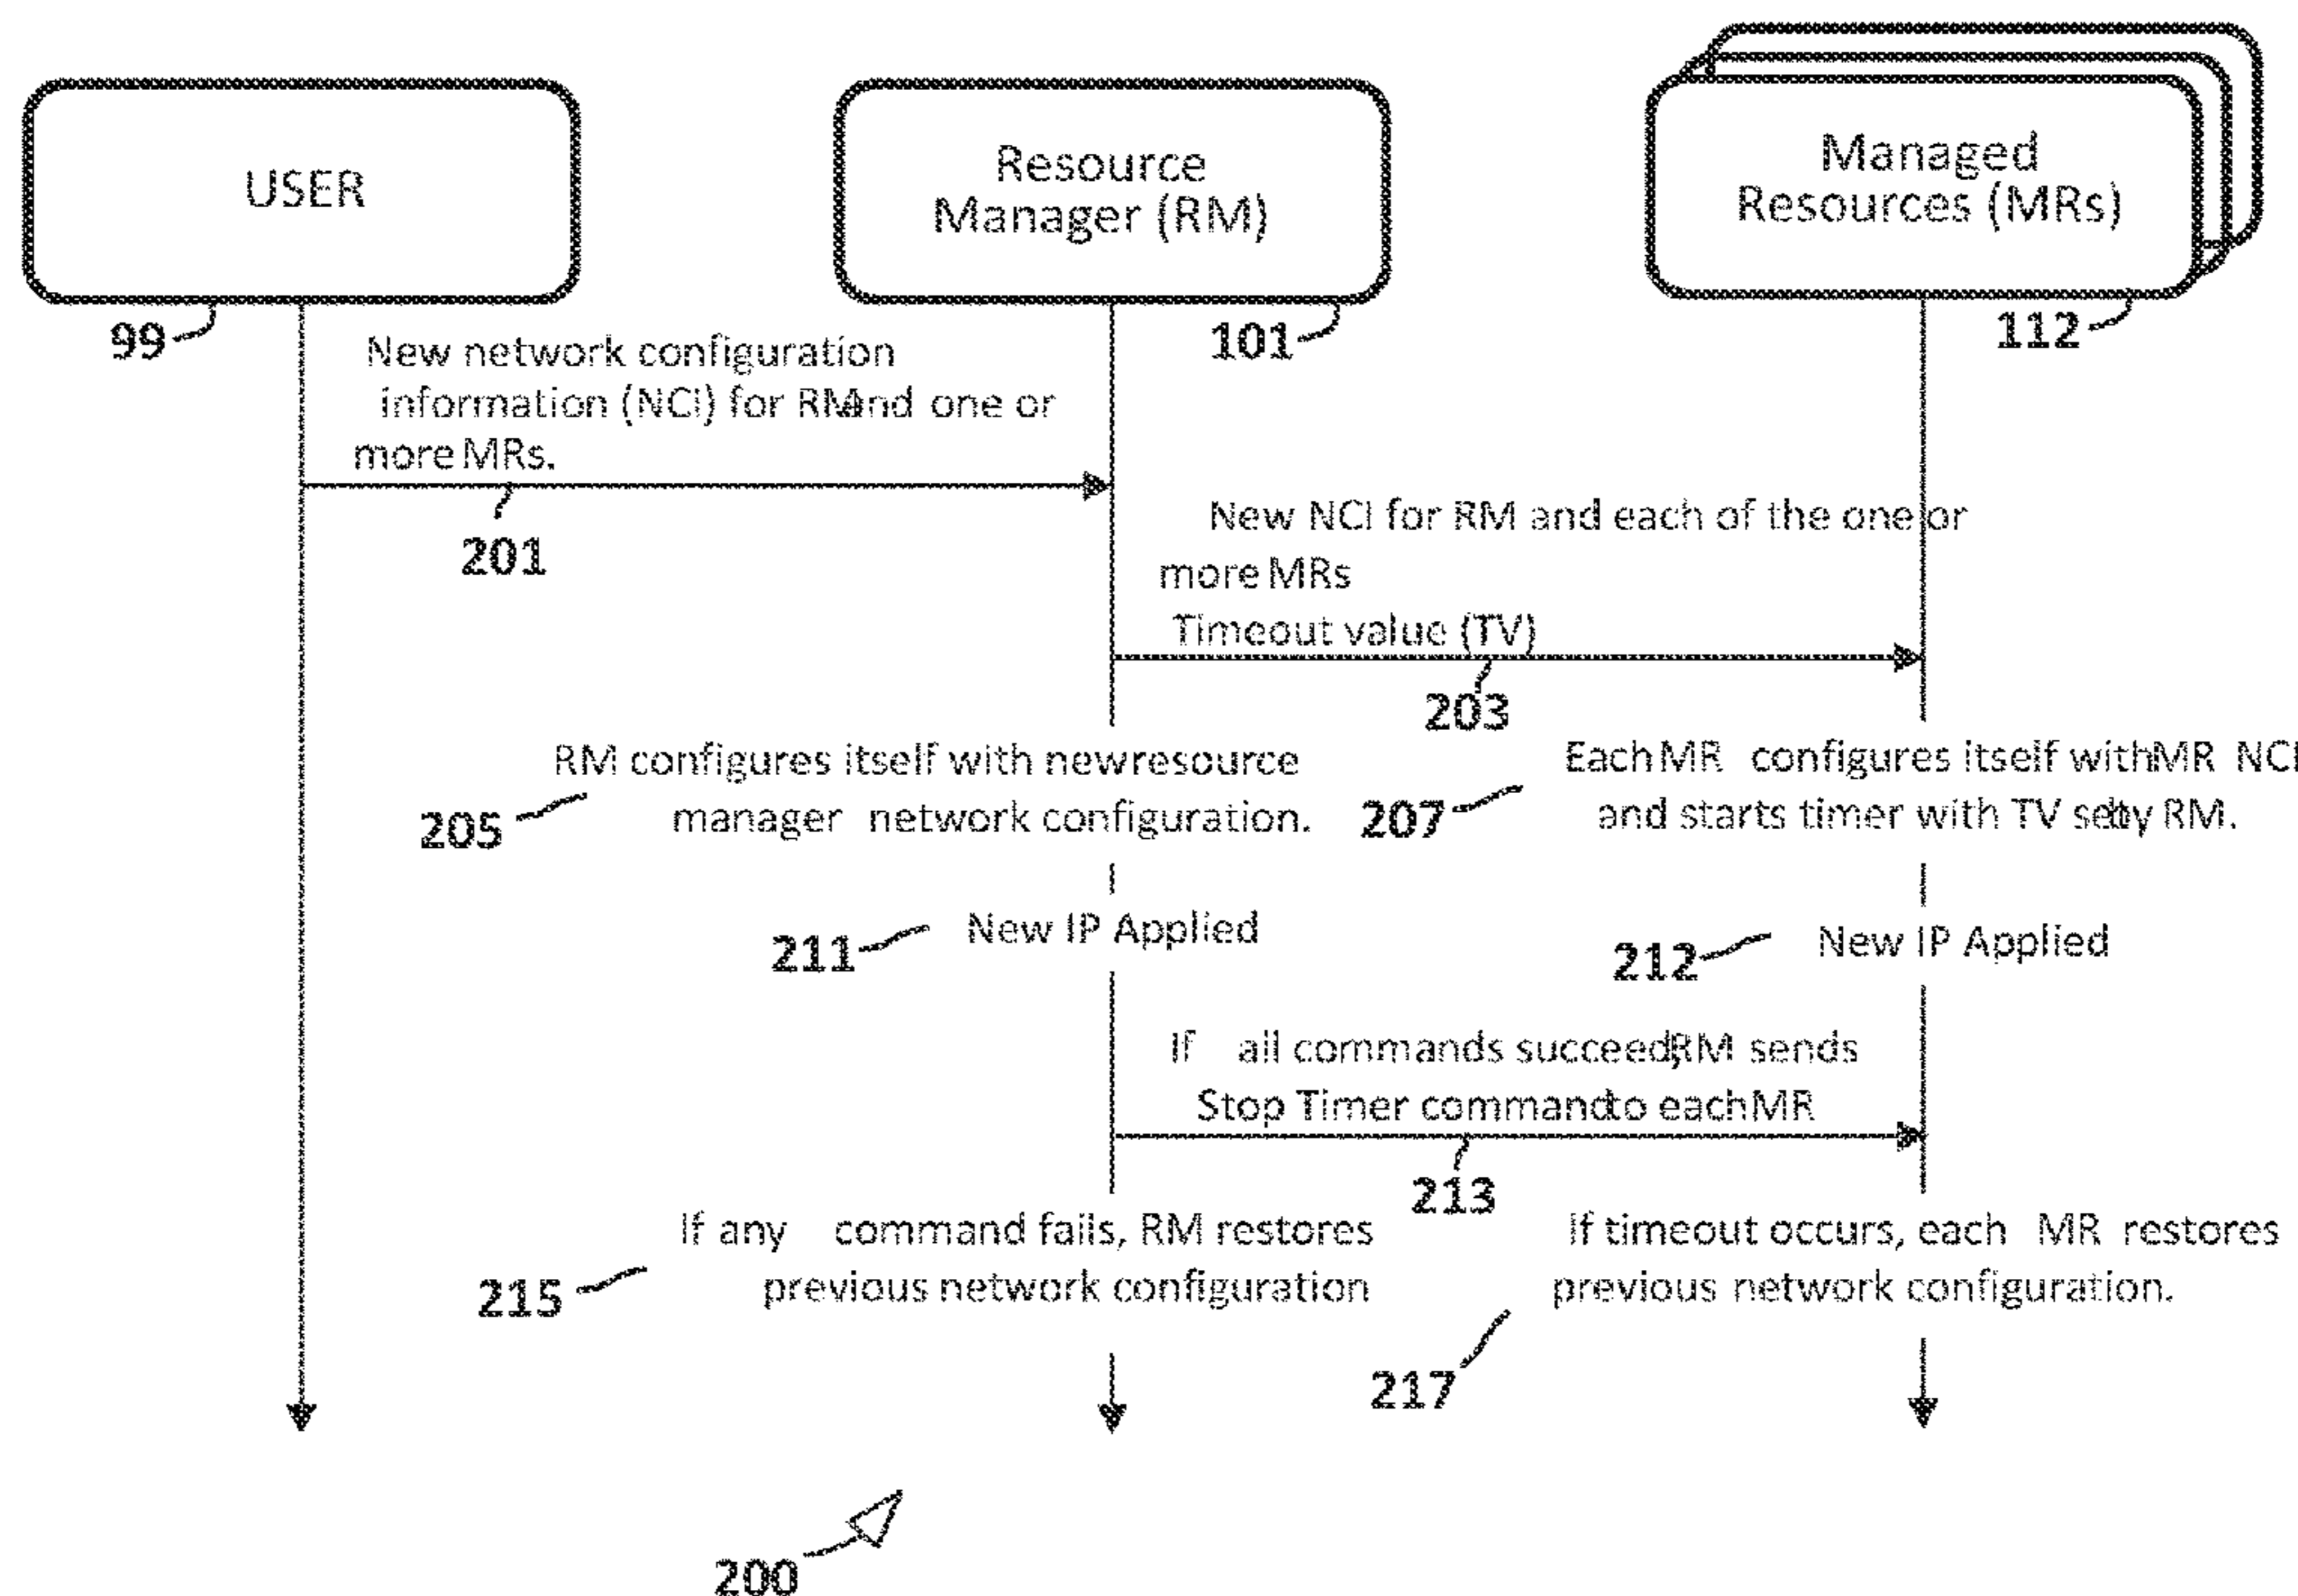 USER
Resource
Manager (RM)
Managed
Resources (MRs)
99
101
112
New network configuration
information (NCI) for RM and one or
more MRs.
201
New NCI for RM and each of the one or
more MRs
Timeout value (TV)
203
RM configures itself with new resource
manager network configuration.
205
Each MR configures itself with MR NCI
and starts timer with TV set by RM.
207
New IP Applied
211
New IP Applied
212
If all commands succeed, RM sends
Stop Timer command to each MR
213
If any command fails, RM restores
previous network configuration
215
If timeout occurs, each MR restores
previous network configuration.
217
200